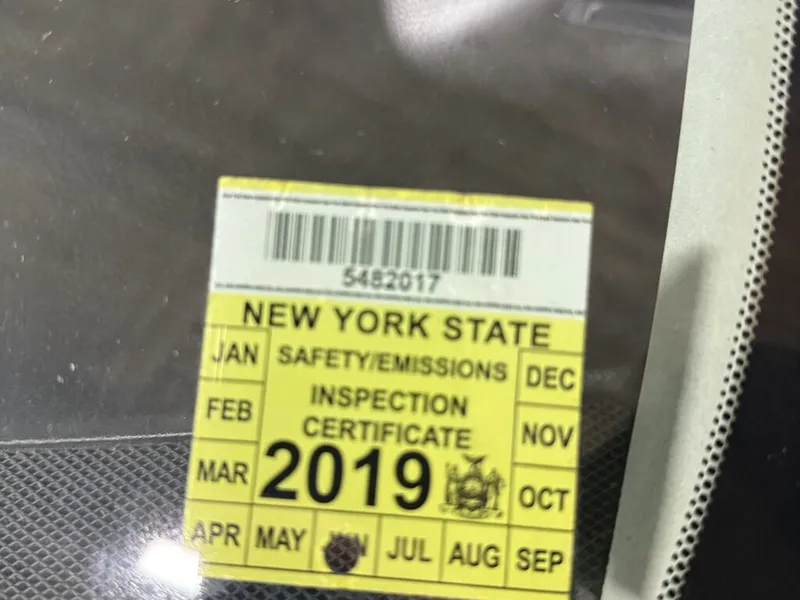 5482017
NEW YORK STATE
JAN
SAFETY/EMISSIONS
DEC
INSPECTION
FEB
CERTIFICATE
NOV
MAR
2019
OCT
APR MAY JUL AUG SEP